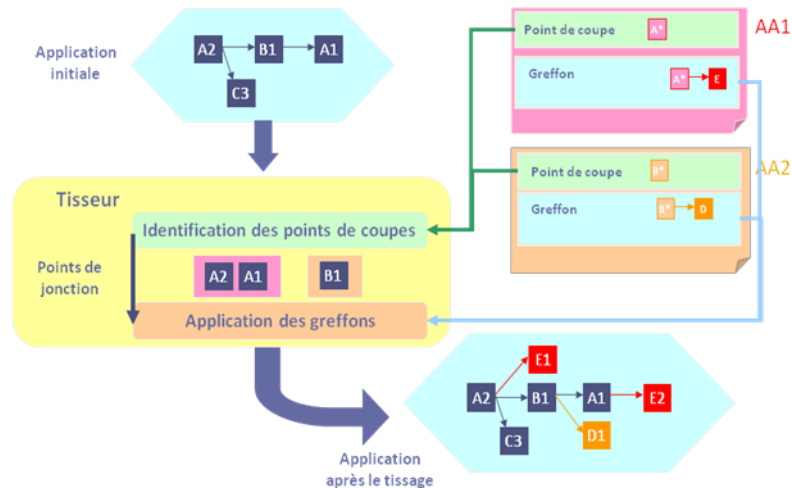 Application
initiale
A2
B1
A1
C3
Point de coupe
A*
AA1
Greffon
A*
E
Point de coupe
B*
AA2
Greffon
B*
D
Tisseur
Identification des points de coupes
Points de
jonction
A2
A1
B1
Application des greffons
E1
A2
B1
A1
E2
C3
D1
Application
après le tissage